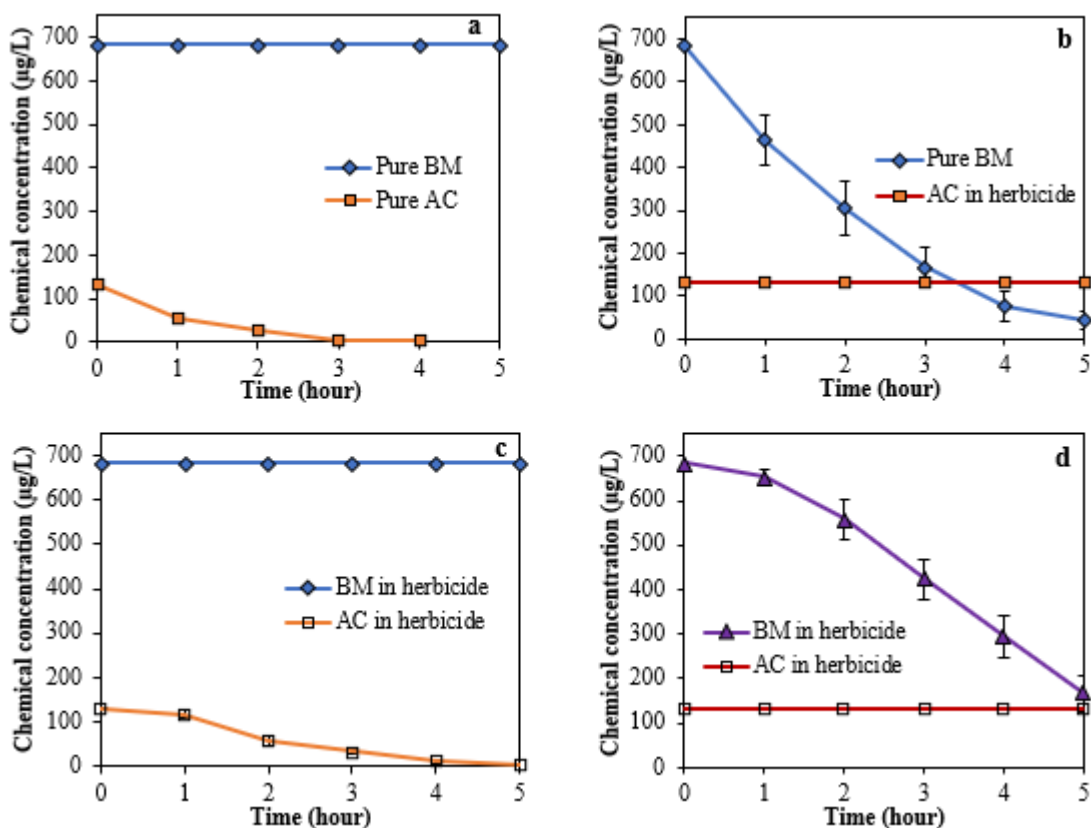 a
Chemical concentration (µg/L)
700
600
500
400
300
200
100
0
Pure BM
Pure AC
0 1 2 3 4 5
Time (hour)
b
Chemical concentration (µg/L)
700
600
500
400
300
200
100
0
Pure BM
AC in herbicide
0 1 2 3 4 5
Time (hour)
c
Chemical concentration (µg/L)
700
600
500
400
300
200
100
0
BM in herbicide
AC in herbicide
0 1 2 3 4 5
Time (hour)
d
Chemical concentration (µg/L)
700
600
500
400
300
200
100
0
BM in herbicide
AC in herbicide
0 1 2 3 4 5
Time (hour)